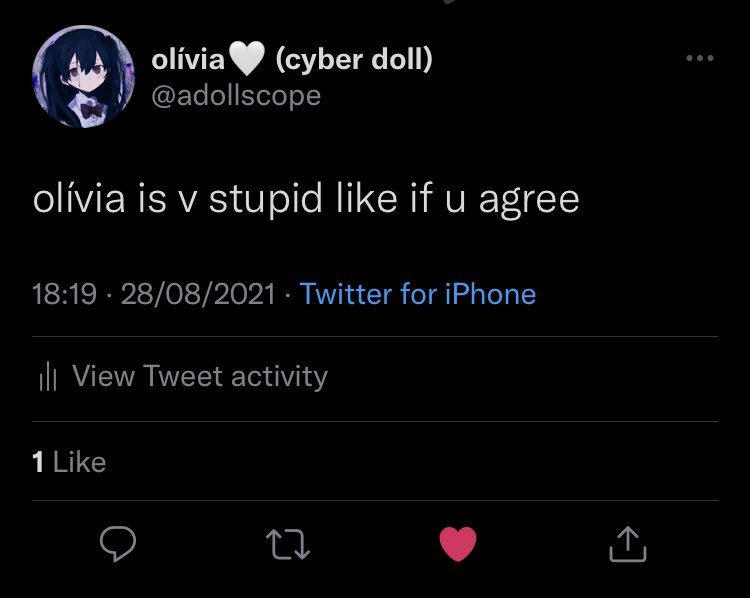 olívia🤍 (cyber doll)
@adollscope
olívia is v stupid like if u agree
18:19 · 28/08/2021 · Twitter for iPhone
View Tweet activity
1 Like